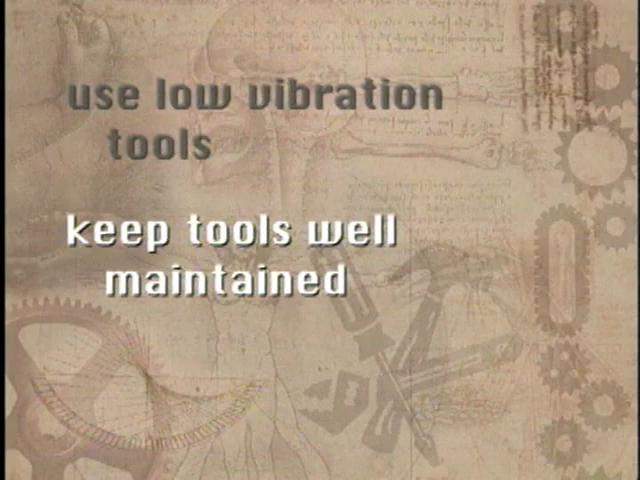 use low vibration
tools
keep tools well
maintained